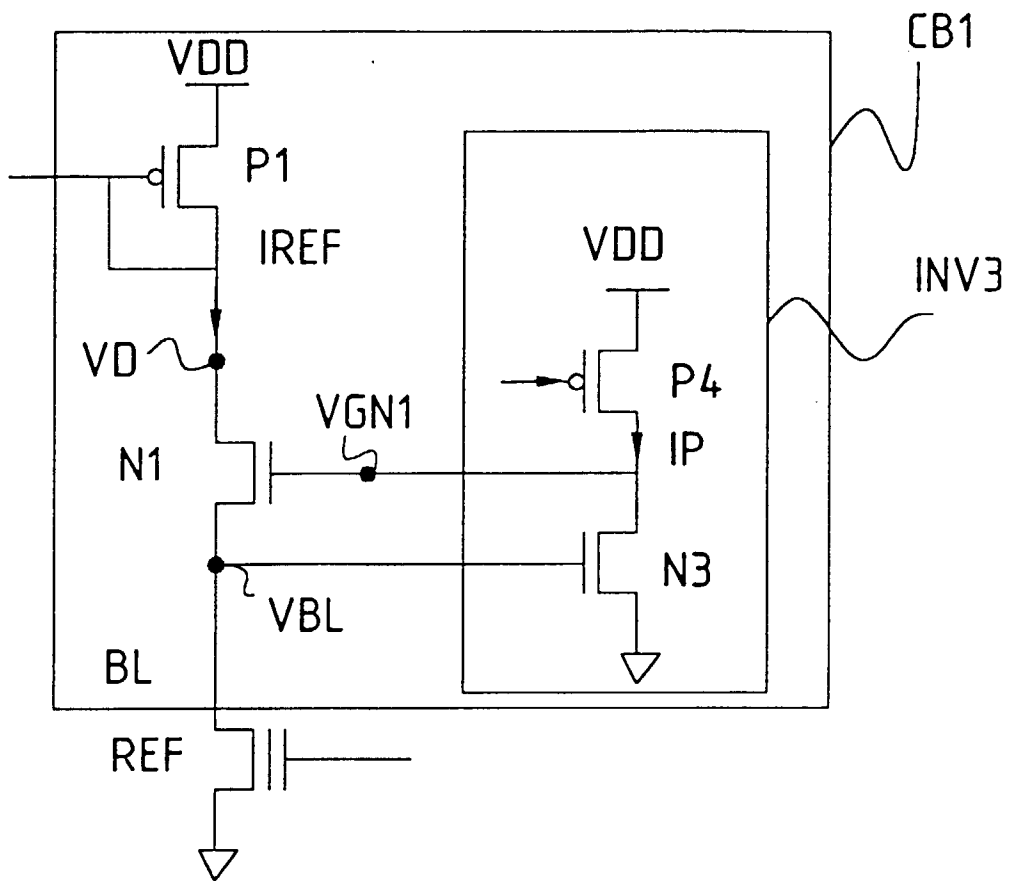 CB1
VDD
P1
IREF
VDD
INV3
VD
P4
VGN1
IP
N1
N3
VBL
BL
REF